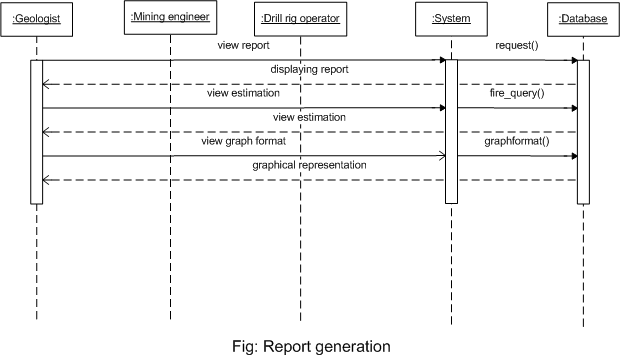 :Geologist
:Mining engineer
:Drill rig operator
:System
:Database
view report
request()
displaying report
view estimation
fire_query()
view estimation
view graph format
graphformat()
graphical representation
Fig: Report generation